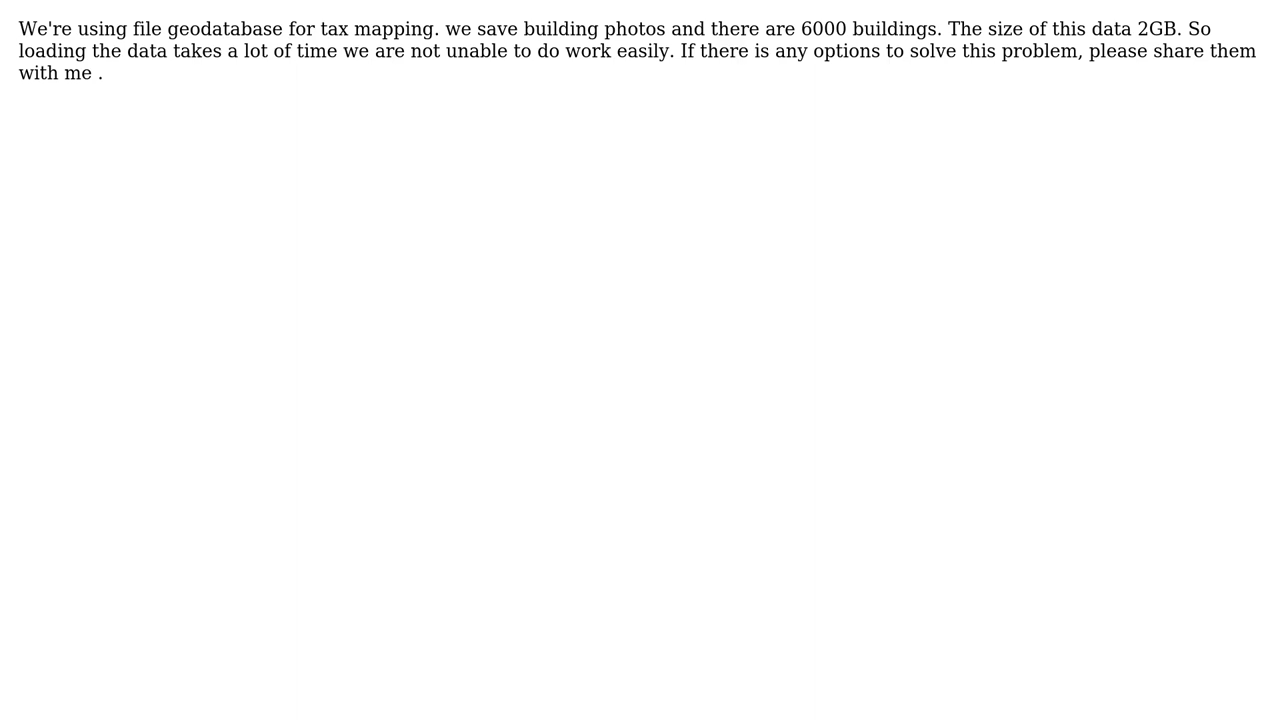 We're using file geodatabase for tax mapping. we save building photos and there are 6000 buildings. The size of this data 2GB. So
loading the data takes a lot of time we are not unable to do work easily. If there is any options to solve this problem, please share them
with me .